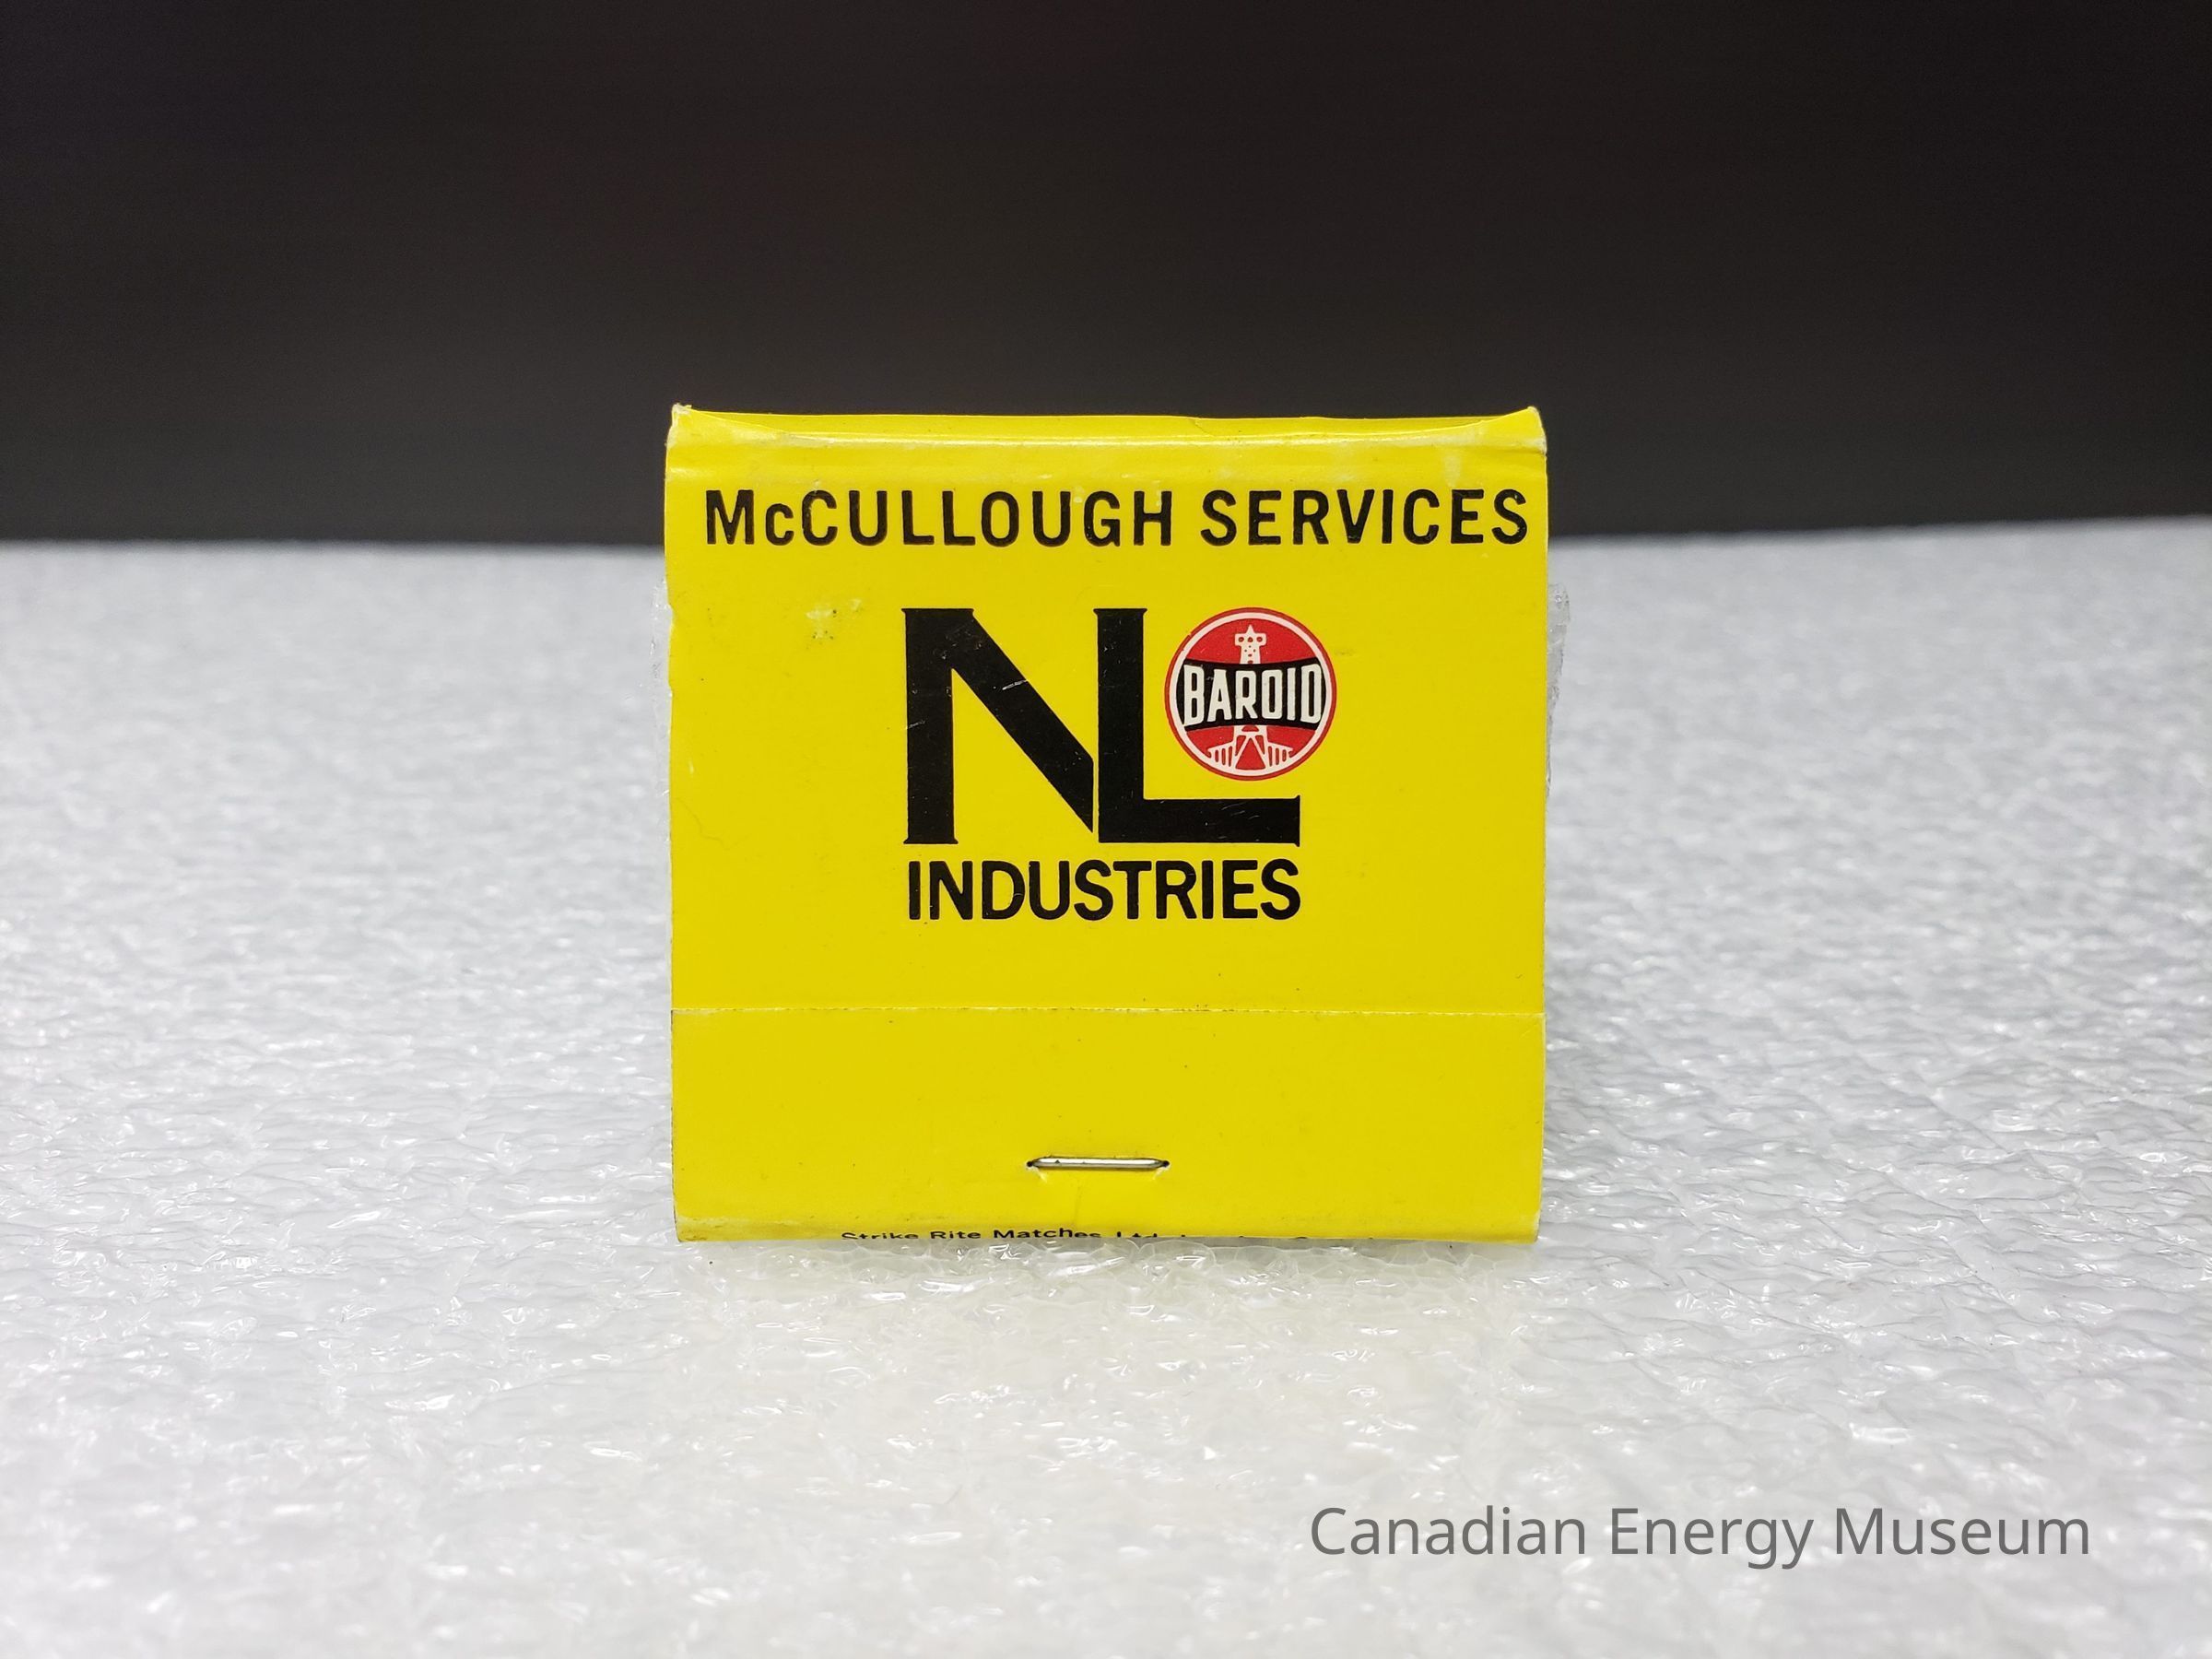 McCULLOUGH SERVICES
NL
BAROID
INDUSTRIES
Strike Rite Matches Ltd.
Canadian Energy Museum